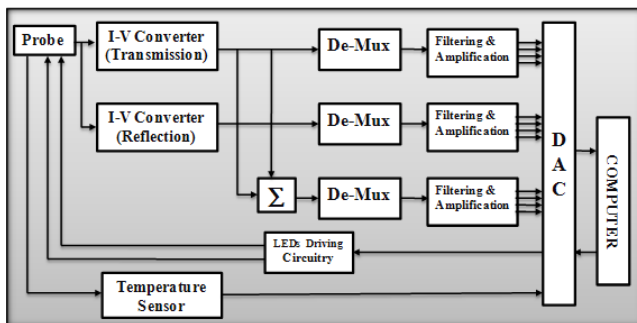 Probe
I-V Converter
(Transmission)
De-Mux
Filtering &
Amplification
I-V Converter
(Reflection)
De-Mux
Filtering &
Amplification
Σ
De-Mux
Filtering &
Amplification
D
A
C
COMPUTER
LEDs Driving
Circuitry
Temperature
Sensor